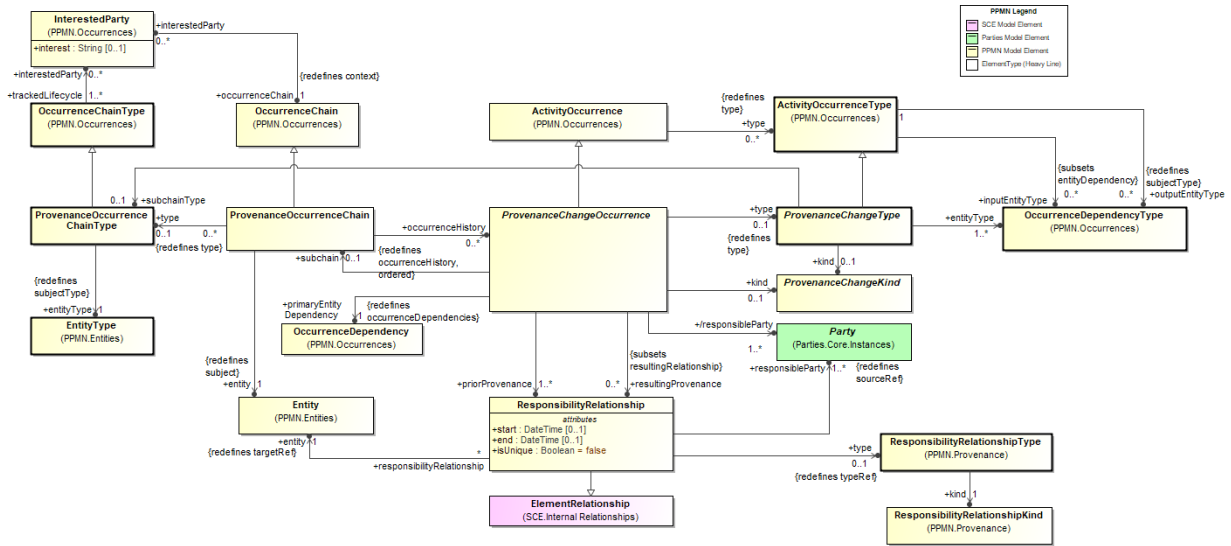 InterestedParty
(PPMN.Occurrences)
+interest : String [0..1]
+interestedParty
0..*
PPMN Legend
SCE Model Element
Parties Model Element
PPMN Model Element
ElementType (Heavy Line)
+interestedParty
0..*
{redefines context}
+trackedLifecycle
1..*
+occurrenceChain
1
OccurrenceChainType
(PPMN.Occurrences)
OccurrenceChain
(PPMN.Occurrences)
ActivityOccurrence
(PPMN.Occurrences)
{redefines
type}
+type
0..*
ActivityOccurrenceType
(PPMN.Occurrences)
1
{subsets
entityDependency}
0..*
{redefines
subjectType}
0..*
+outputEntityType
+inputEntityType
0..1
+subchainType
ProvenanceOccurrence
ChainType
+type
0..1
0..*
{redefines type}
ProvenanceOccurrenceChain
+occurrenceHistory
0..*
{redefines
occurrenceHistory,
ordered}
+subchain
0..1
ProvenanceChangeOccurrence
+type
0..1
{redefines
type}
ProvenanceChangeType
+entityType
1..*
OccurrenceDependencyType
(PPMN.Occurrences)
+kind
0..1
{redefines
subjectType}
+entityType
1
EntityType
(PPMN.Entities)
+primaryEntity
Dependency
1
{redefines
occurrenceDependencies}
OccurrenceDependency
(PPMN.Occurrences)
+kind
0..1
ProvenanceChangeKind
+/responsibleParty
1..*
Party
(Parties.Core.Instances)
+responsibleParty
1..*
{redefines
sourceRef}
{redefines
subject}
+entity
1
{subsets
resultingRelationship}
+priorProvenance
1..*
0..*
+resultingProvenance
Entity
(PPMN.Entities)
ResponsibilityRelationship
attributes
+start : DateTime [0..1]
+end : DateTime [0..1]
+isUnique : Boolean = false
+entity
1
{redefines targetRef}
*
+responsibilityRelationship
+type
0..1
{redefines typeRef}
ResponsibilityRelationshipType
(PPMN.Provenance)
+kind
1
ElementRelationship
(SCE.Internal Relationships)
ResponsibilityRelationshipKind
(PPMN.Provenance)